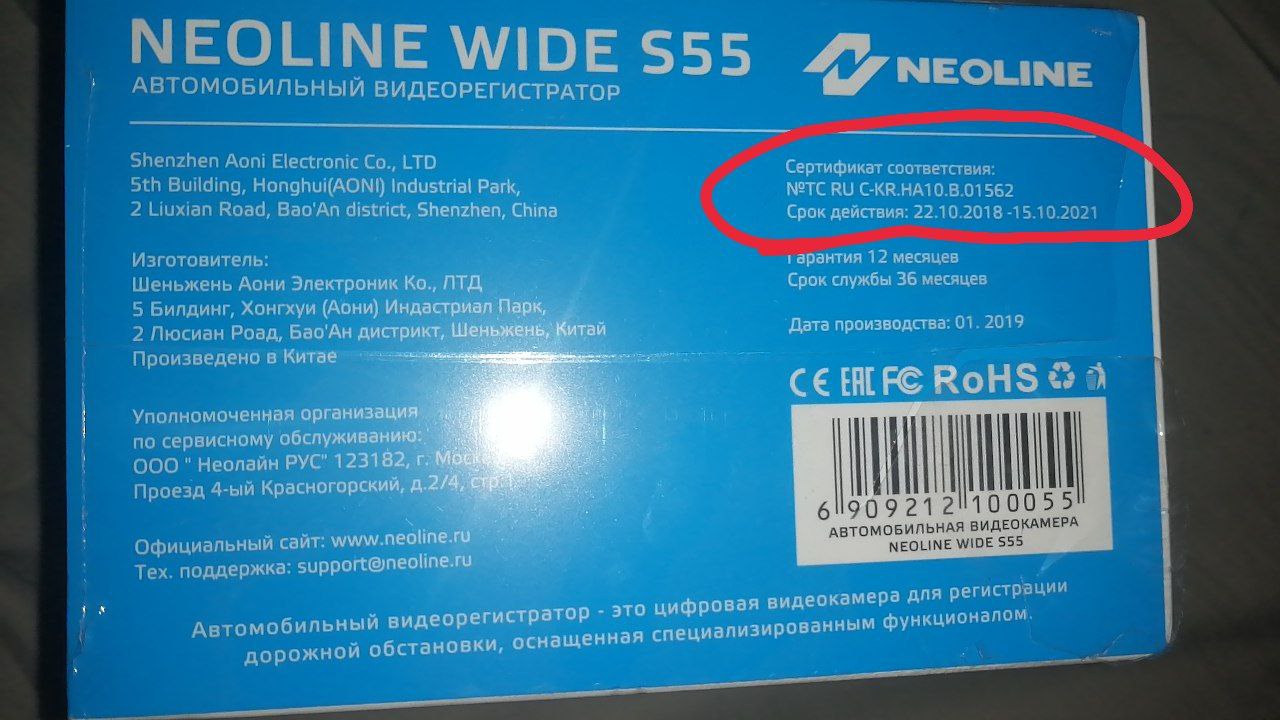 NEOLINE WIDE S55
АВТОМОБИЛЬНЫЙ ВИДЕОРЕГИСТРАТОР
NEOLINE
Shenzhen Aoni Electronic Co., LTD
5th Building, Honghui(AONI) Industrial Park,
2 Liuxian Road, Bao'An district, Shenzhen, China
Изготовитель:
Шеньжень Аони Электроник Ко., ЛТД
5 Билдинг, Хонгхуи (Аони) Индастриал Парк,
2 Люсиан Роад, Бао'Ан дистрикт, Шеньжень, Китай
Произведено в Китае
Уполномоченная организация
по сервисному обслуживанию:
ООО " Неолайн РУС" 123182, г.
Проезд 4-ый Красногорский, д.2/4, стр.1
Официальный сайт: www.neoline.ru
Тех. поддержка: support@neoline.ru
Сертификат соответствия:
№TC RU C-KR.HA10.B.01562
Срок действия: 22.10.2018 -15.10.2021
Гарантия 12 месяцев
Срок службы 36 месяцев
Дата производства: 01. 2019
CE EAC FC RoHS
6 909212 100055
АВТОМОБИЛЬНАЯ ВИДЕОКАМЕРА
NEOLINE WIDE S55
Автомобильный видеорегистратор - это цифровая видеокамера для регистрации
дорожной обстановки, оснащенная специализированным функционалом.